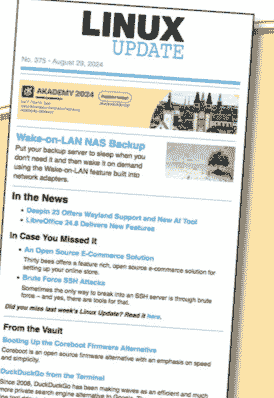 LINUX
UPDATE
No. 375 - August 29, 2024
AKADEMY 2024
Wake-on-LAN NAS Backup
Put your backup server to sleep when you
don't need it and then wake it on demand
using the Wake-on-LAN feature built into
network adapters.
In the News
• Deepin 23 Offers Wayland Support and New AI Tool
• LibreOffice 24.8 Delivers New Features
In Case You Missed it
• An Open Source E-Commerce Solution
Thirty bees offers a feature rich, open source e-commerce solution for
setting up your online store.
• Brute Force SSH Attacks
Sometimes the only way to break into an SSH server is through brute
force – and yes, there are tools for that.
Did you miss last week's Linux Update? Read it here.
From the Vault
Booting Up the Coreboot Firmware Alternative
Coreboot is an open source firmware alternative with an emphasis on speed
and simplicity.
DuckDuckGo from the Terminal
Since 2008, DuckDuckGo has been making waves as an efficient and much
more private search engine alternative to